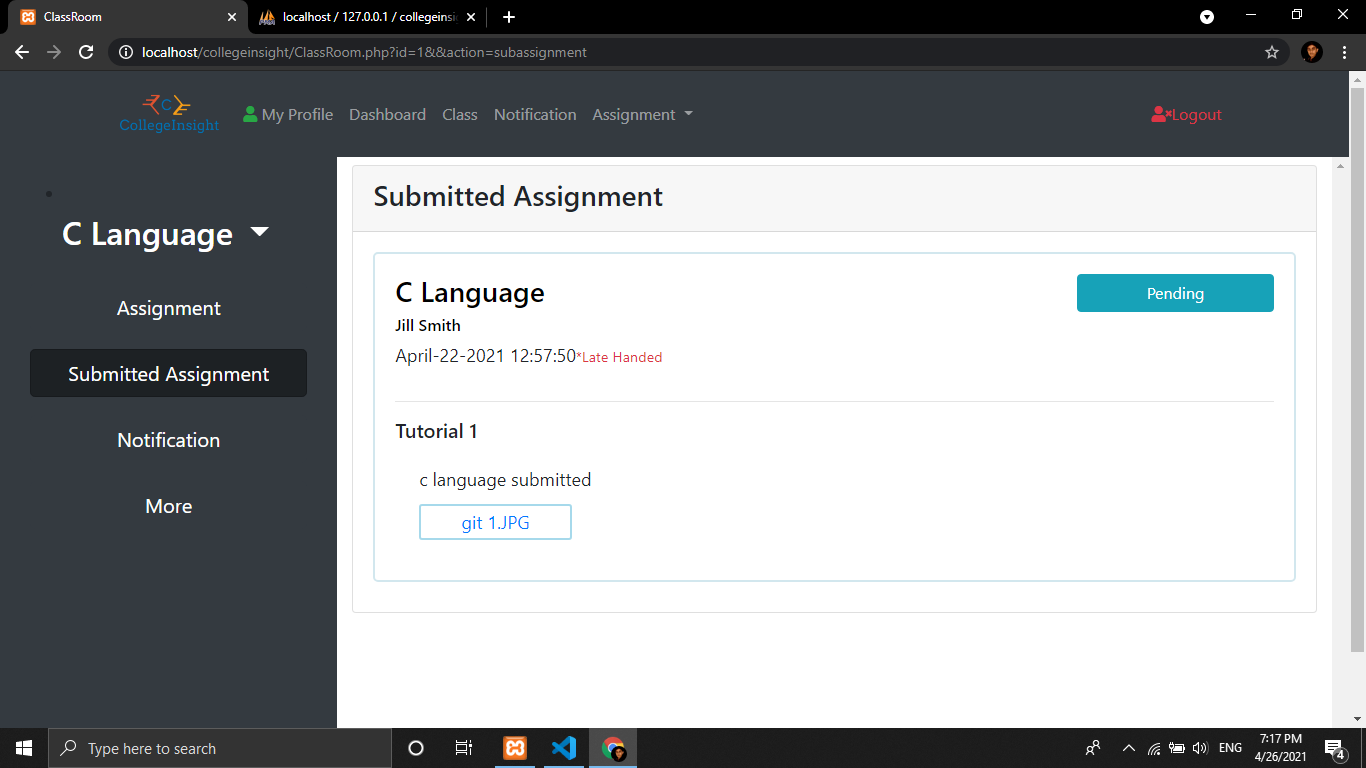 ClassRoom
localhost / 127.0.0.1 / collegeinsi
localhost/collegeinsight/ClassRoom.php?id=1&&action=subassignment
CollegeInsight
My Profile
Dashboard
Class
Notification
Assignment
Logout
C Language
Assignment
Submitted Assignment
Notification
More
Submitted Assignment
C Language
Pending
Jill Smith
April-22-2021 12:57:50*Late Handed
Tutorial 1
c language submitted
git 1.JPG
Type here to search
ENG
7:17 PM
4/26/2021
4